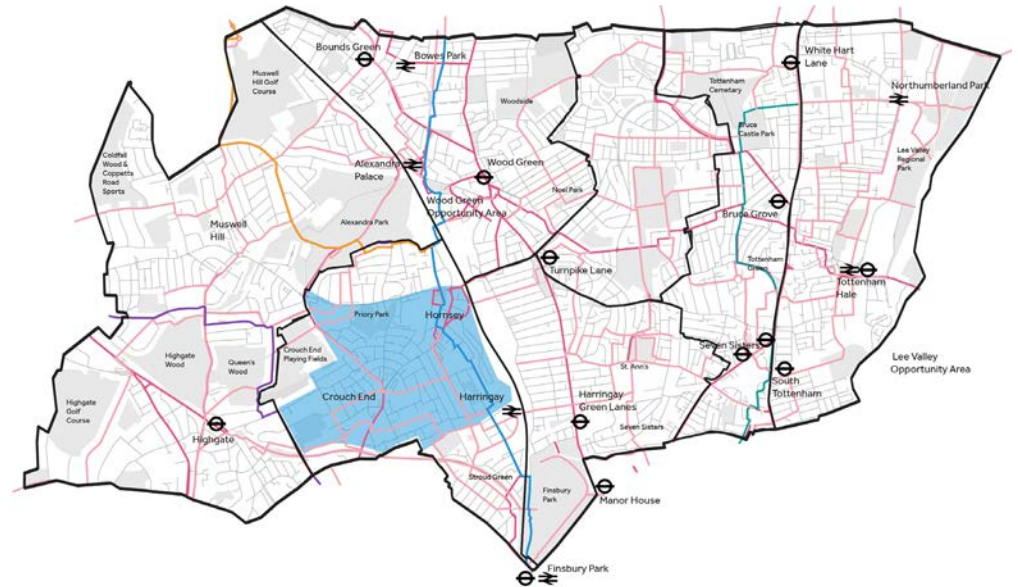 Bounds Green
Bowes Park
White Hart
Lane
Muswell
Hill Golf
Course
Tottenham
Cemetery
Northumberland Park
Woodside
Bruce
Castle Park
Coldfall
Wood &
Coppetts
Road
Sports
Alexandra
Palace
Wood Green
Lee Valley
Regional
Park
Noel Park
Wood Green
Opportunity Area
Bruce Grove
Alexandra Park
Muswell
Hill
Tottenham
Green
Turnpike Lane
Tottenham
Hale
Priory Park
Hornsey
Highgate
Wood
Queen's
Wood
Crouch End
Playing Fields
Seven Sisters
Lee Valley
Opportunity Area
St. Ann's
South
Tottenham
Highgate
Golf
Course
Crouch End
Harringay
Harringay
Green Lanes
Highgate
Seven Sisters
Stroud Green
Finsbury
Park
Manor House
Finsbury Park